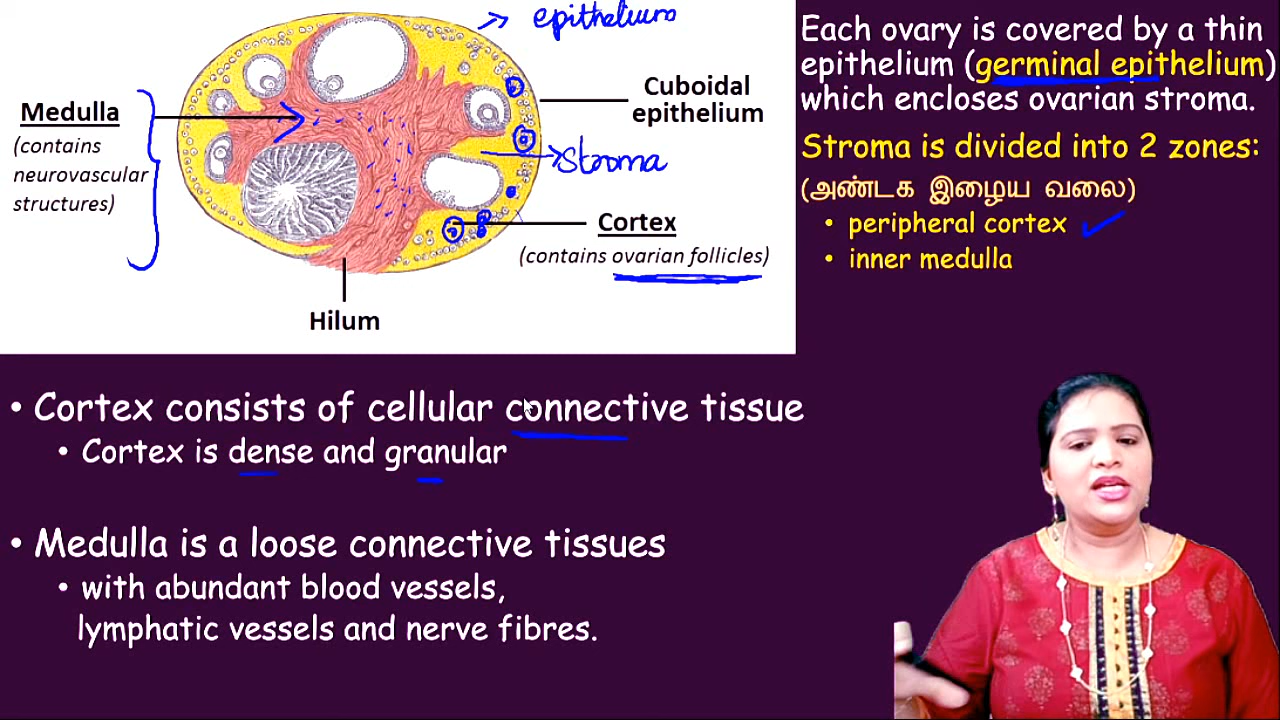 epithelium
Medulla
(contains
neurovascular
structures)
Cuboidal
epithelium
Stroma
Cortex
(contains ovarian follicles)
Hilum
Each ovary is covered by a thin
epithelium (germinal epithelium)
which encloses ovarian stroma.
Stroma is divided into 2 zones:
(அண்டக இழைய வலை)
• peripheral cortex
• inner medulla
• Cortex consists of cellular connective tissue
• Cortex is dense and granular
• Medulla is a loose connective tissues
• with abundant blood vessels,
lymphatic vessels and nerve fibres.